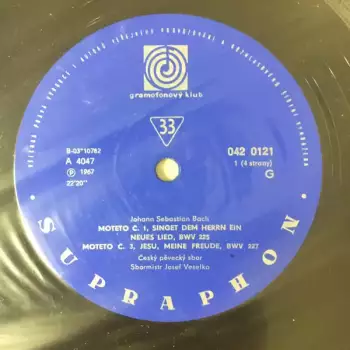 gramofonový klub
33
B-03*10762
A 4047
℗ 1967
22'20"
042 0121
1 (4 strany)
G
Johann Sebastian Bach
MOTETO Č. 1, SINGET DEM HERRN EIN
NEUES LIED, BWV 225
MOTETO Č. 3, JESU, MEINE FREUDE, BWV 227
Český pěvecký sbor
Sbormistr Josef Veselka
SUPRAPHON